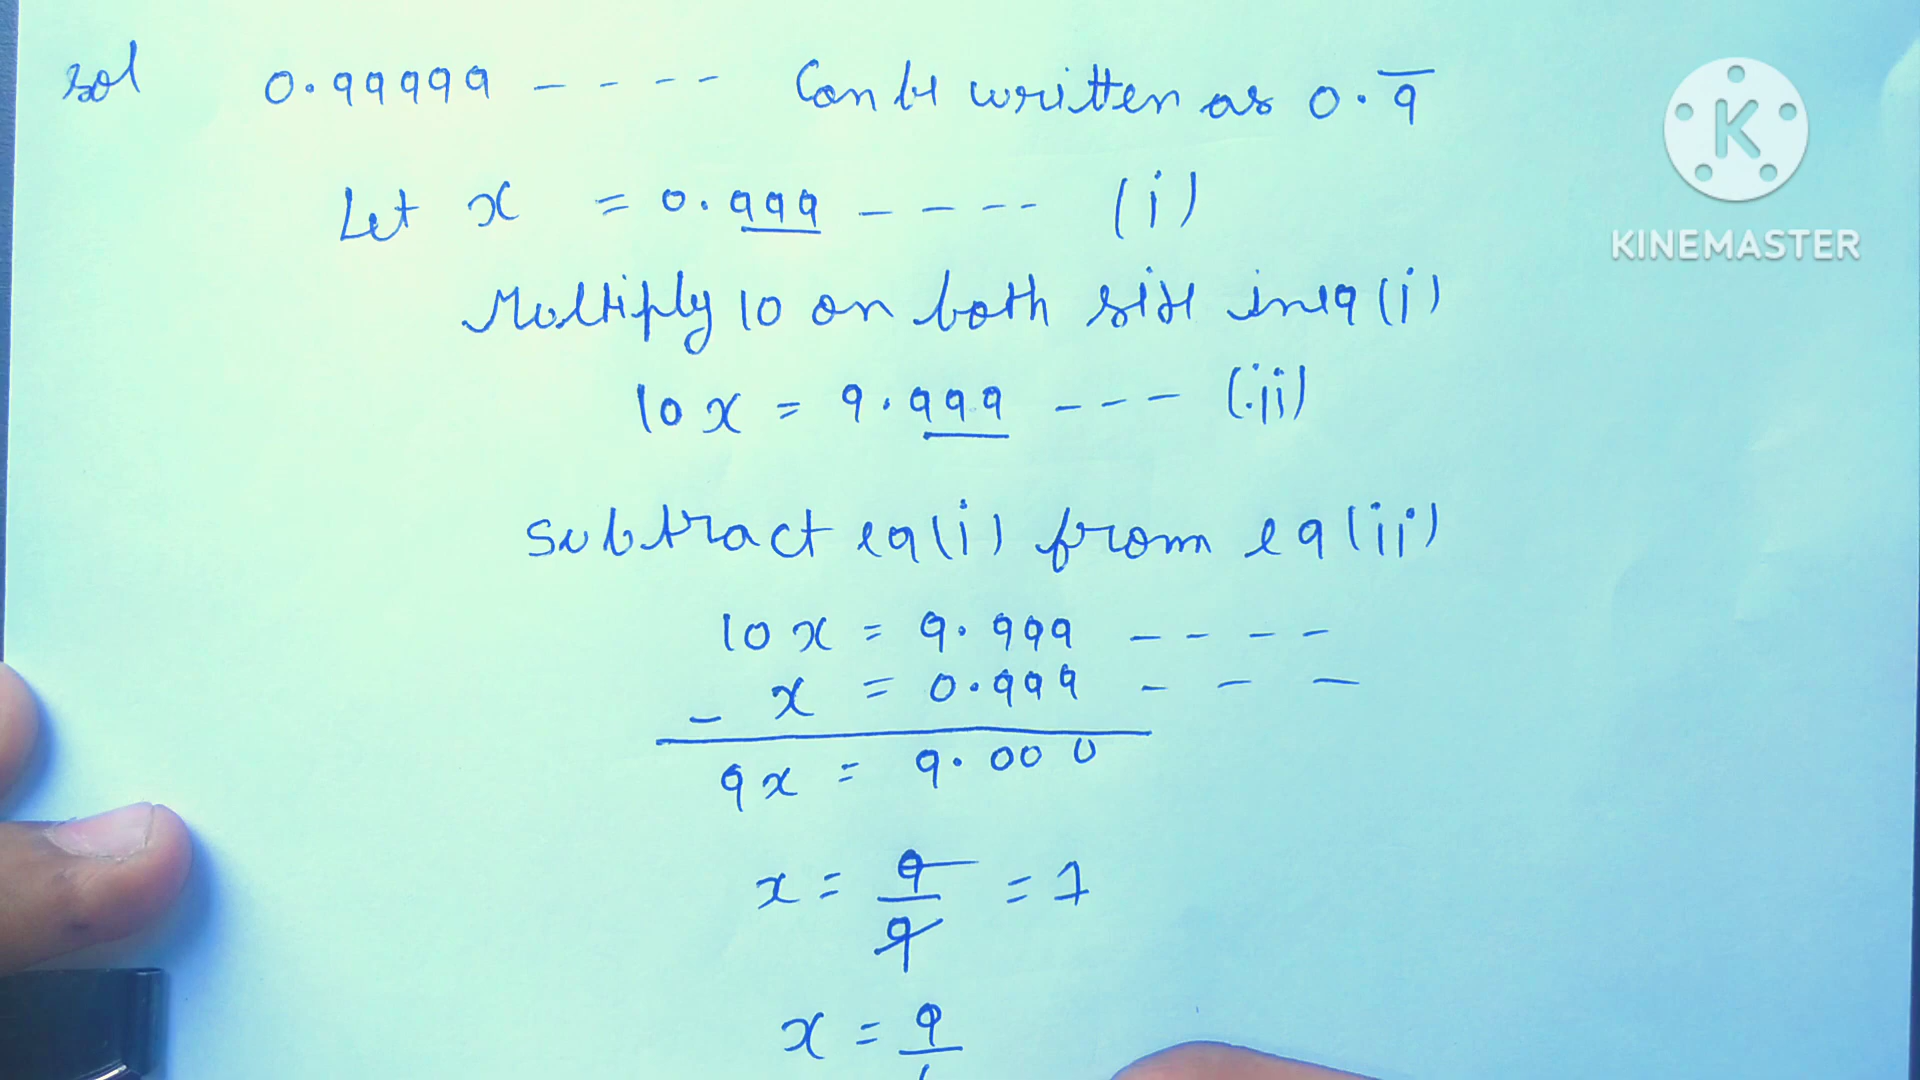 sol 0.99999 ---- Can be written as 0.9̅
K
KINEMASTER
Let x = 0.999 ---- (i)
Multiply 10 on both side in eq (i)
10x = 9.999 --- (ii)
Subtract eq (i) from eq (ii)
10x = 9.999 ----
- x = 0.999 ---
9x = 9.000
x = 9/9 = 1
x = 9/